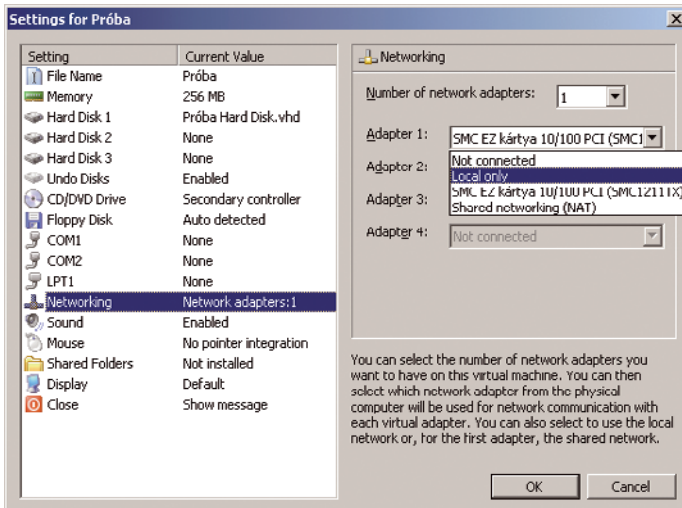 Settings for Próba
Setting Current Value
File Name Próba
Memory 256 MB
Hard Disk 1 Próba Hard Disk.vhd
Hard Disk 2 None
Hard Disk 3 None
Undo Disks Enabled
CD/DVD Drive Secondary controller
Floppy Disk Auto detected
COM1 None
COM2 None
LPT1 None
Networking Network adapters:1
Sound Enabled
Mouse No pointer integration
Shared Folders Not installed
Display Default
Close Show message
Networking
Number of network adapters: 1
Adapter 1: SMC EZ kártya 10/100 PCI (SMC1
Not connected
Adapter 2: Local only
SMC EZ kártya 10/100 PCI (SMC1211TX)
Adapter 3: Shared networking (NAT)
Adapter 4: Not connected
You can select the number of network adapters you
want to have on this virtual machine. You can then
select which network adapter from the physical
computer will be used for network communication with
each virtual adapter. You can also select to use the local
network or, for the first adapter, the shared network.
OK Cancel